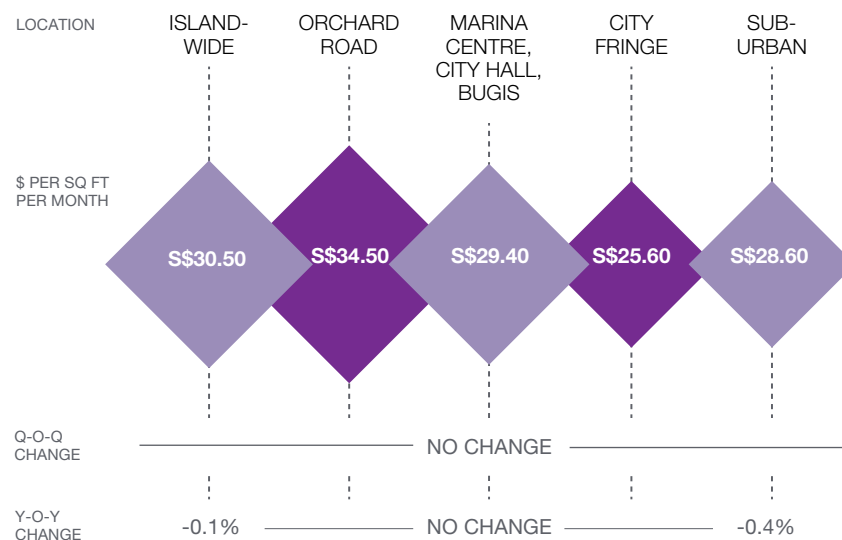 LOCATION
ISLAND-
WIDE
ORCHARD
ROAD
MARINA
CENTRE,
CITY HALL,
BUGIS
CITY
FRINGE
SUB-
URBAN
$ PER SQ FT
PER MONTH
S$30.50
S$34.50
S$29.40
S$25.60
S$28.60
Q-O-Q
CHANGE
NO CHANGE
Y-O-Y
CHANGE
-0.1%
NO CHANGE
-0.4%